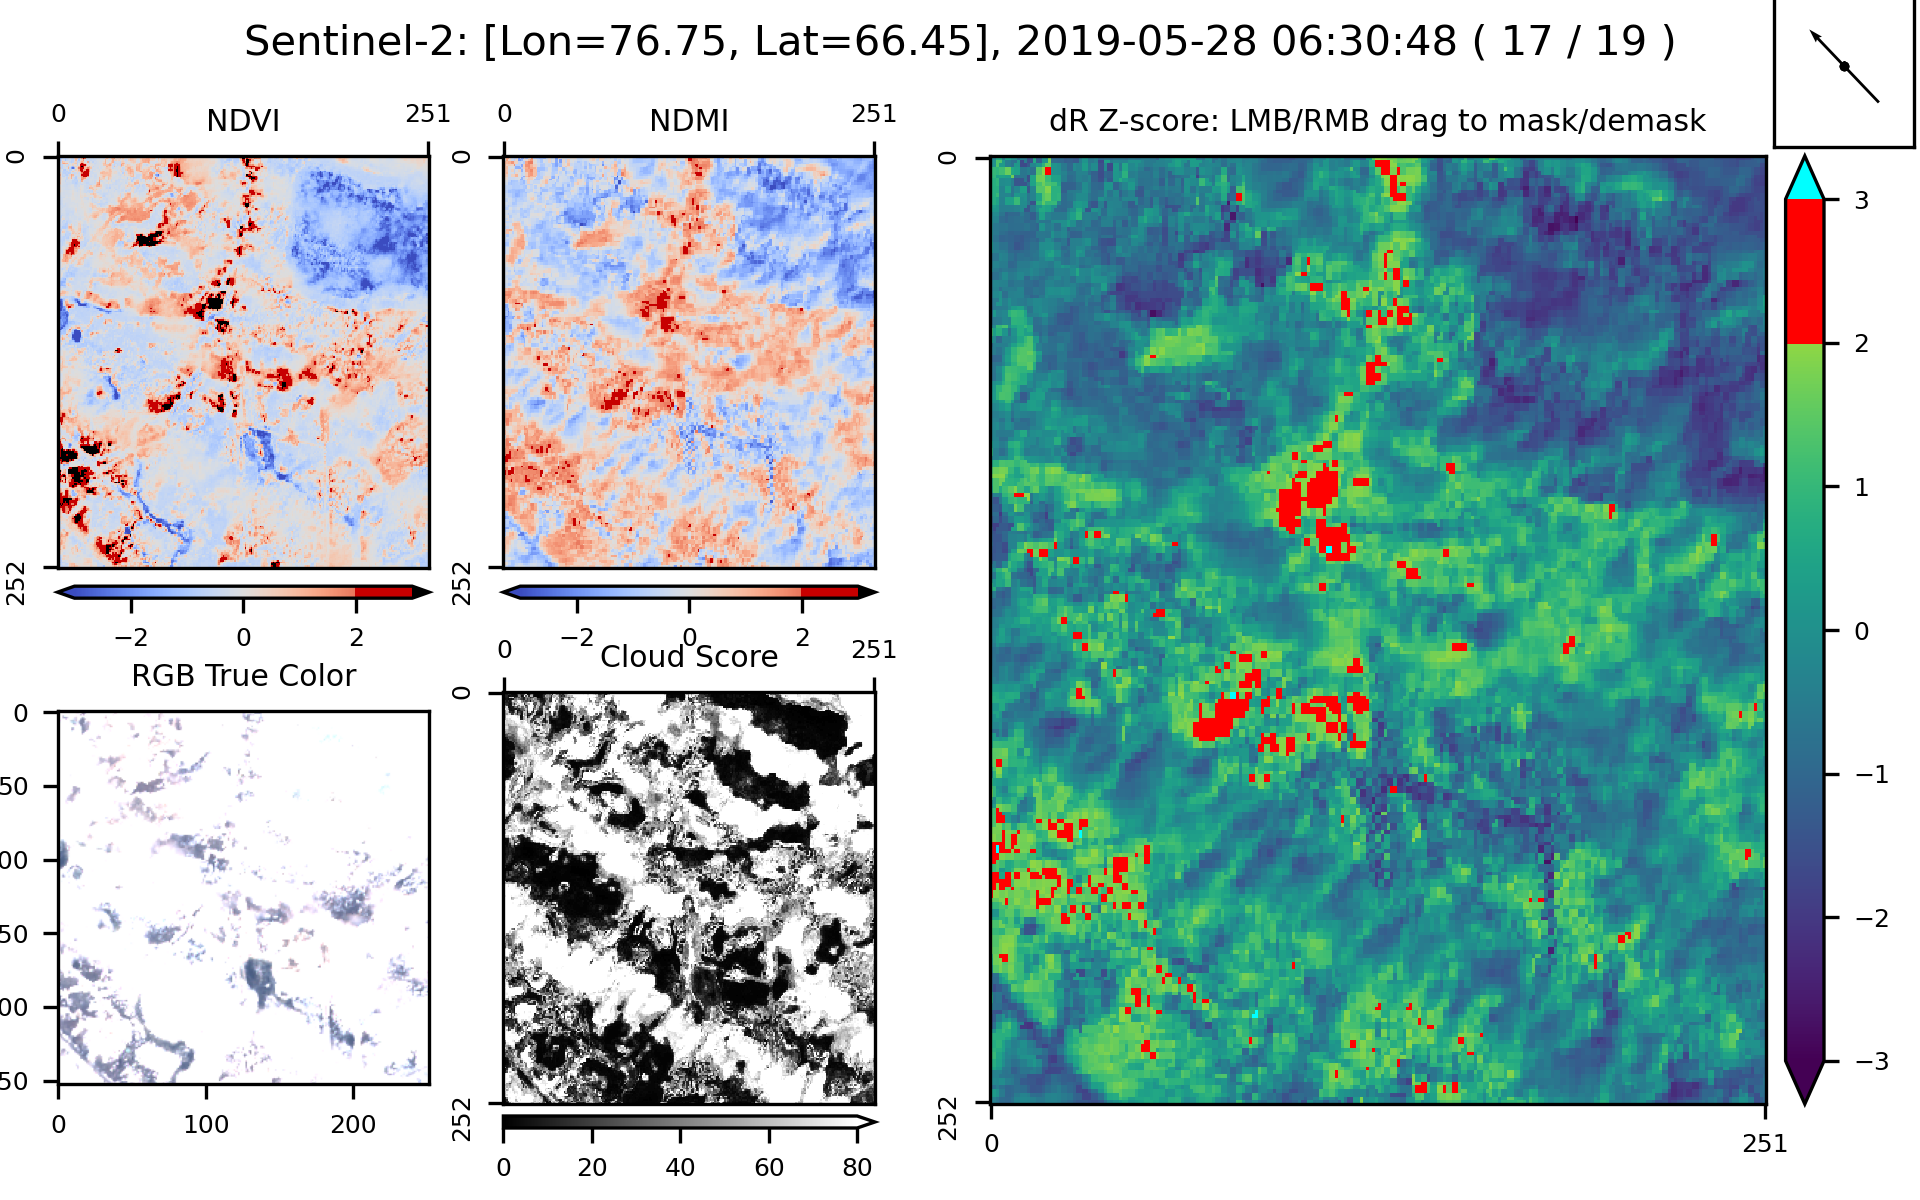 Sentinel-2: [Lon=76.75, Lat=66.45], 2019-05-28 06:30:48 ( 17 / 19 )
0 NDVI 251
0
252
−2 0 2
0 NDMI 251
0
252
−2 0 2
RGB True Color
0
50
00
50
00
50
0 100 200
0 Cloud Score 251
0
252
0 20 40 60 80
dR Z-score: LMB/RMB drag to mask/demask
0
252
0 251
3
2
1
0
−1
−2
−3